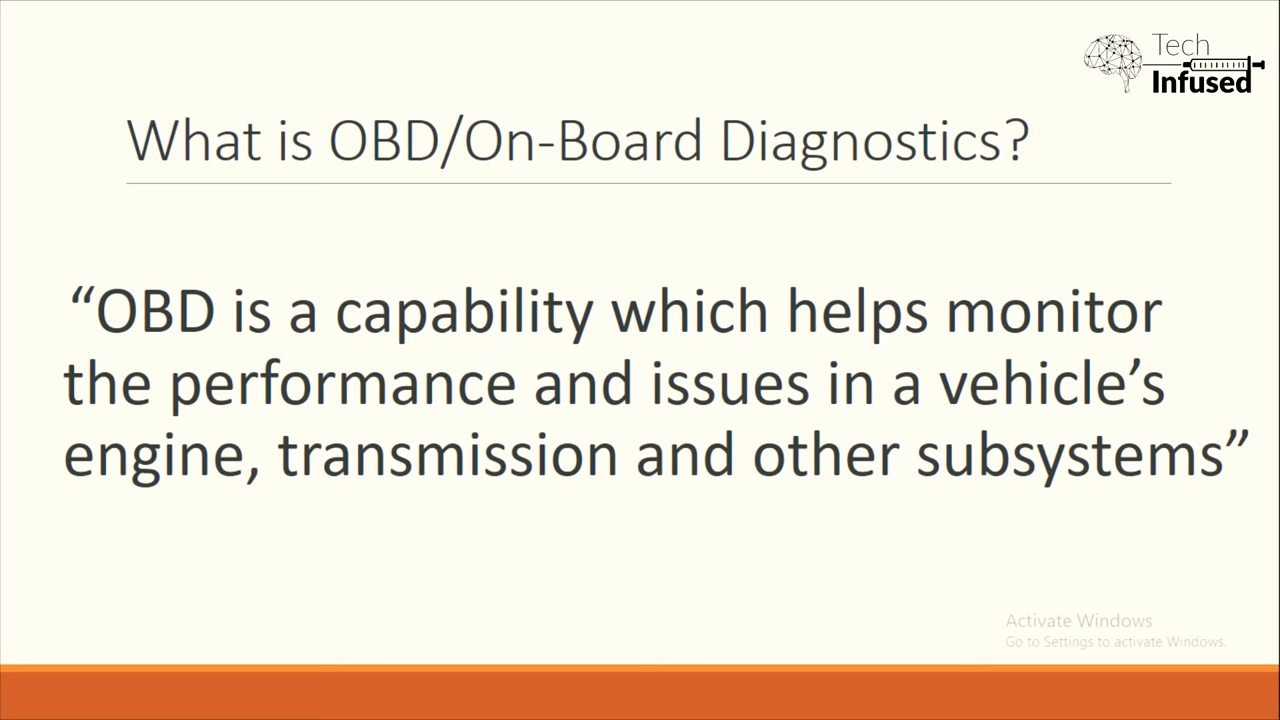 Tech
Infused
What is OBD/On-Board Diagnostics?
“OBD is a capability which helps monitor
the performance and issues in a vehicle’s
engine, transmission and other subsystems”
Activate Windows
Go to Settings to activate Windows.